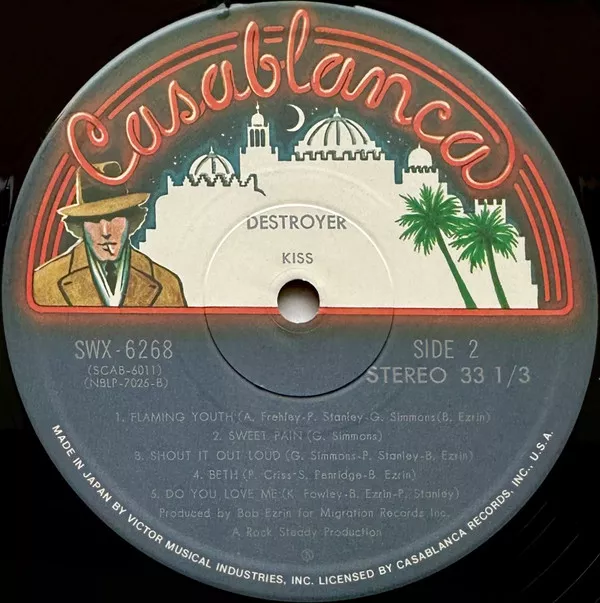 Casablanca
DESTROYER
KISS
SWX-6268
(SCAB-6011)
(NBLP-7025-B)
SIDE 2
STEREO 33 1/3
1. FLAMING YOUTH (A. Frehley-P. Stanley-G. Simmons(B. Ezrin)
2. SWEET PAIN (G. Simmons)
3. SHOUT IT OUT LOUD (G. Simmons-P. Stanley-B. Ezrin)
4. BETH (P. Criss-S. Penridge-B. Ezrin)
5. DO YOU LOVE ME (K. Fowley-B. Ezrin-P. Stanley)
Produced by Bob Ezrin for Migration Records Inc.
A Rock Steady Production
MADE IN JAPAN BY VICTOR MUSICAL INDUSTRIES, INC. LICENSED BY CASABLANCA RECORDS, INC., U.S.A.